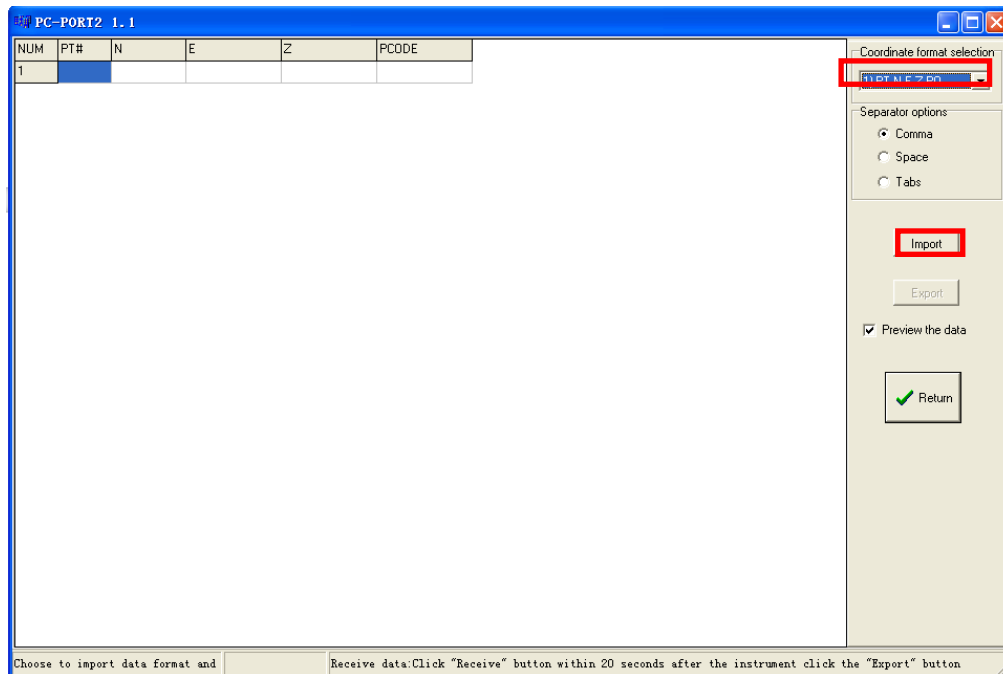 PC-PORT2 1.1
NUM PT# N E Z PCODE
1
Coordinate format selection
1) PT N E Z
Separator options
Comma
Space
Tabs
Import
Export
Preview the data
Return
Choose to import data format and
Receive data:Click "Receive" button within 20 seconds after the instrument click the "Export" button